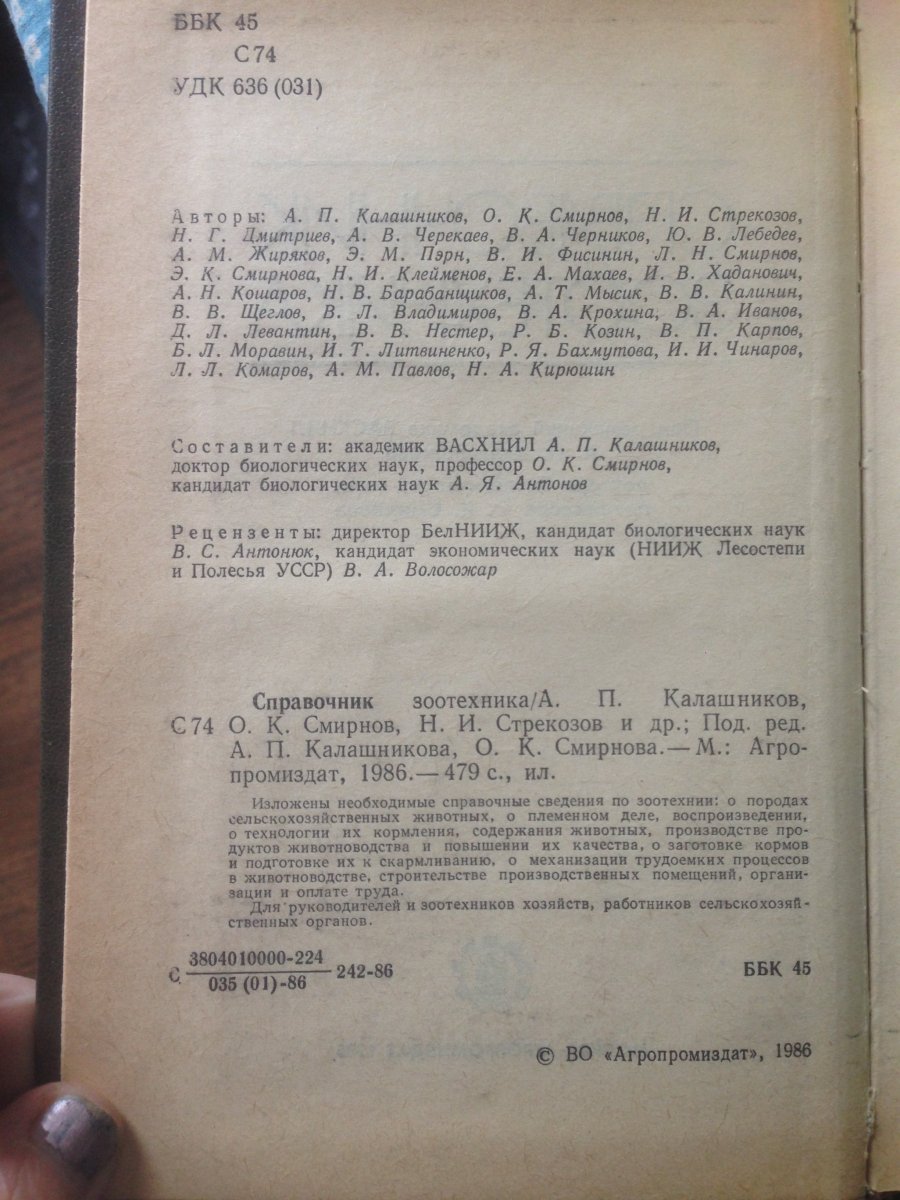 ББК 45
С 74
УДК 636 (031)
Авторы: А. П. Калашников, О. К. Смирнов, Н. И. Стрекозов,
Н. Г. Дмитриев, А. В. Черекаев, В. А. Черников, Ю. В. Лебедев,
А. М. Жиряков, Э. М. Пэрн, В. И. Фисинин, Л. Н. Смирнов,
Э. К. Смирнова, Н. И. Клейменов, Е. А. Махаев, И. В. Хаданович,
А. Н. Кошаров, Н. В. Барабанщиков, А. Т. Мысик, В. В. Калинин,
В. В. Щеглов, В. Л. Владимиров, В. А. Крохина, В. А. Иванов,
Д. Л. Левантин, В. В. Нестер, Р. Б. Козин, В. П. Карпов,
Б. Л. Моравин, И. Т. Литвиненко, Р. Я. Бахмутова, И. И. Чинаров,
Л. Л. Комаров, А. М. Павлов, Н. А. Кирюшин
Составители: академик ВАСХНИЛ А. П. Калашников,
доктор биологических наук, профессор О. К. Смирнов,
кандидат биологических наук А. Я. Антонов
Рецензенты: директор БелНИИЖ, кандидат биологических наук
В. С. Антонюк, кандидат экономических наук (НИИЖ Лесостепи
и Полесья УССР) В. А. Волосожар
Справочник зоотехника/А. П. Калашников,
С 74 О. К. Смирнов, Н. И. Стрекозов и др.; Под. ред.
А. П. Калашникова, О. К. Смирнова.— М.: Агро-
промиздат, 1986.— 479 с., ил.
Изложены необходимые справочные сведения по зоотехнии: о породах
сельскохозяйственных животных, о племенном деле, воспроизведении,
о технологии их кормления, содержания животных, производстве про-
дуктов животноводства и повышении их качества, о заготовке кормов
и подготовке их к скармливанию, о механизации трудоемких процессов
в животноводстве, строительстве производственных помещений, органи-
зации и оплате труда.
Для руководителей и зоотехников хозяйств, работников сельскохозяй-
ственных органов.
3804010000-224
С 242-86 ББК 45
035 (01)-86
© ВО «Агропромиздат», 1986